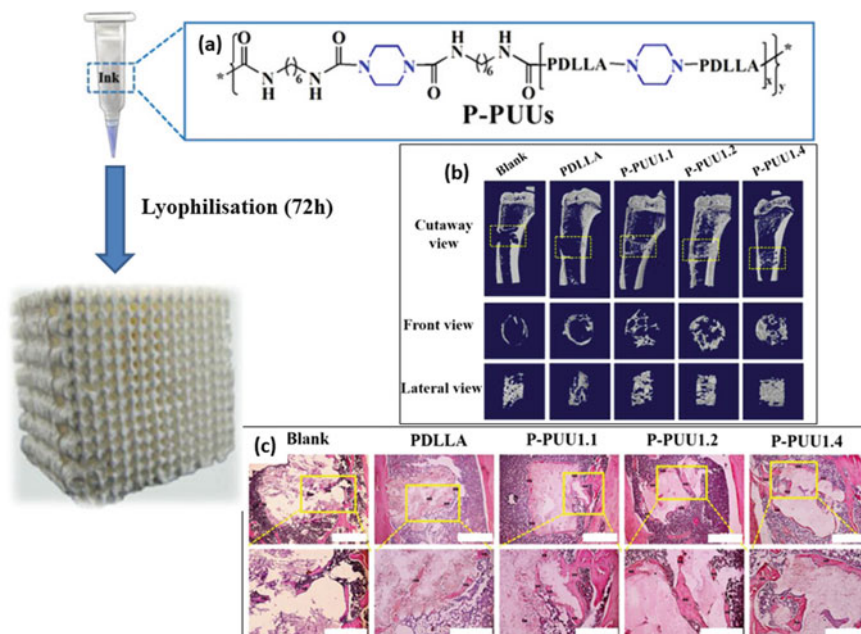 Ink
Lyophilisation (72h)
(a)
* O N H ( )6 H N O N N O H N ( )6 N H O PDLLA N N PDLLA x y *
P-PUUs
(b)
Blank PDLLA P-PUU1.1 P-PUU1.2 P-PUU1.4
Cutaway
view
Front view
Lateral view
(c)
Blank PDLLA P-PUU1.1 P-PUU1.2 P-PUU1.4